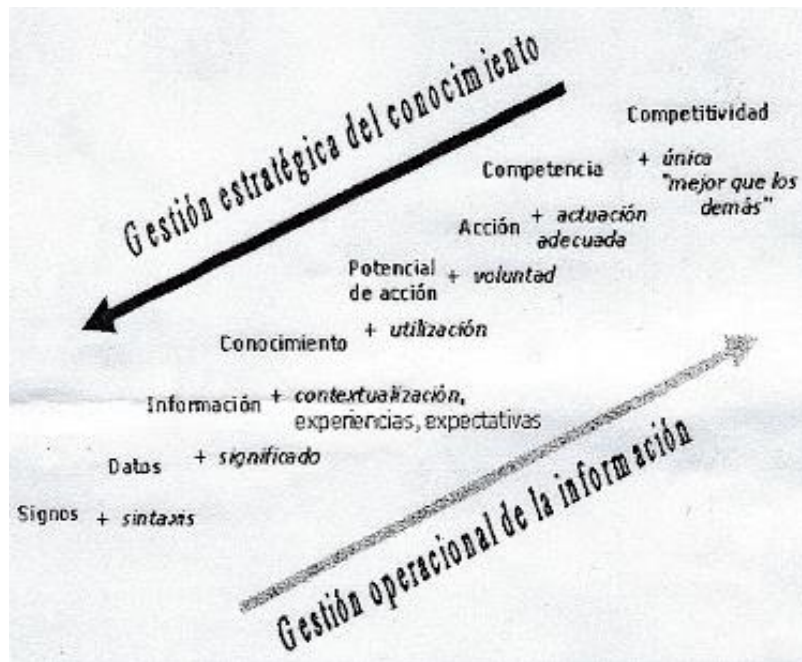 Gestión estratégica del conocimiento
Competitividad
Competencia + única
"mejor que los
demás"
Acción + actuación
adecuada
Potencial
de acción + voluntad
Conocimiento + utilización
Información + contextualización,
experiencias, expectativas
Datos + significado
Signos + sintaxis
Gestión operacional de la información